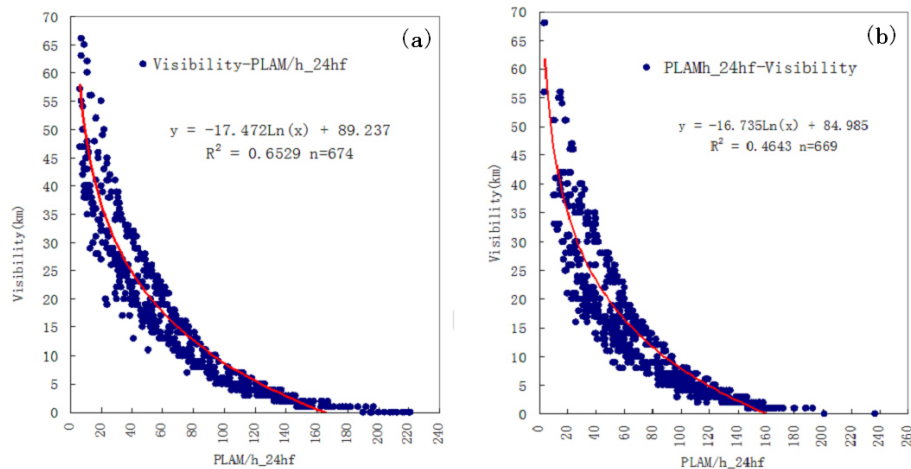 (a)
Visibility-PLAM/h_24hf
y = -17.472Ln(x) + 89.237
R² = 0.6529 n=674
Visibility(km)
70
65
60
55
50
45
40
35
30
25
20
15
10
5
0
0 20 40 60 80 100 120 140 160 180 200 220 240
PLAM/h_24hf
(b)
PLAMh_24hf-Visibility
y = -16.735Ln(x) + 84.985
R² = 0.4643 n=669
Visibility(km)
70
65
60
55
50
45
40
35
30
25
20
15
10
5
0
0 20 40 60 80 100 120 140 160 180 200 220 240 260
PLAM/h_24hf